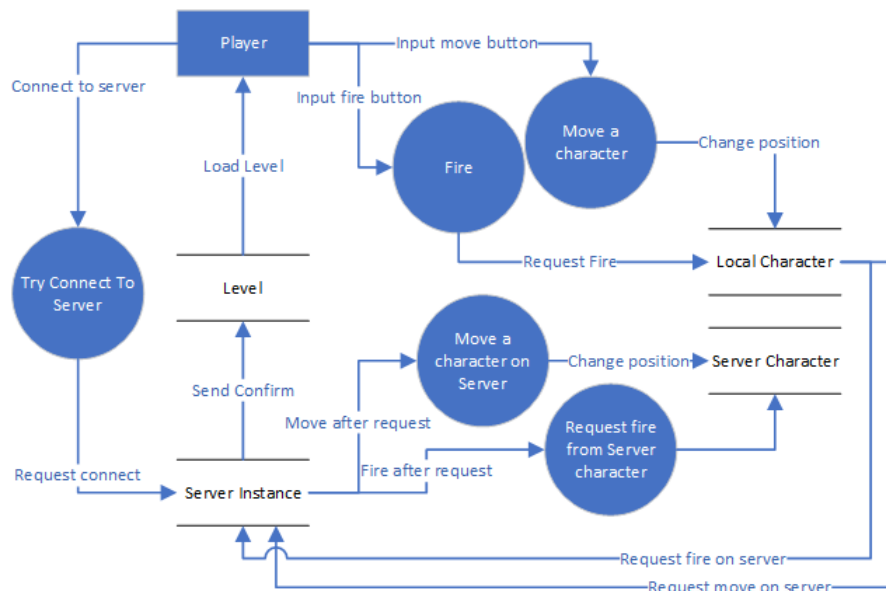 Player
Input move button
Connect to server
Input fire button
Move a
character
Change position
Load Level
Fire
Request Fire
Local Character
Try Connect To
Server
Level
Move a
character on
Server
Change position
Server Character
Send Confirm
Move after request
Request fire
from Server
character
Request connect
Server Instance
Fire after request
Request fire on server
Request move on server